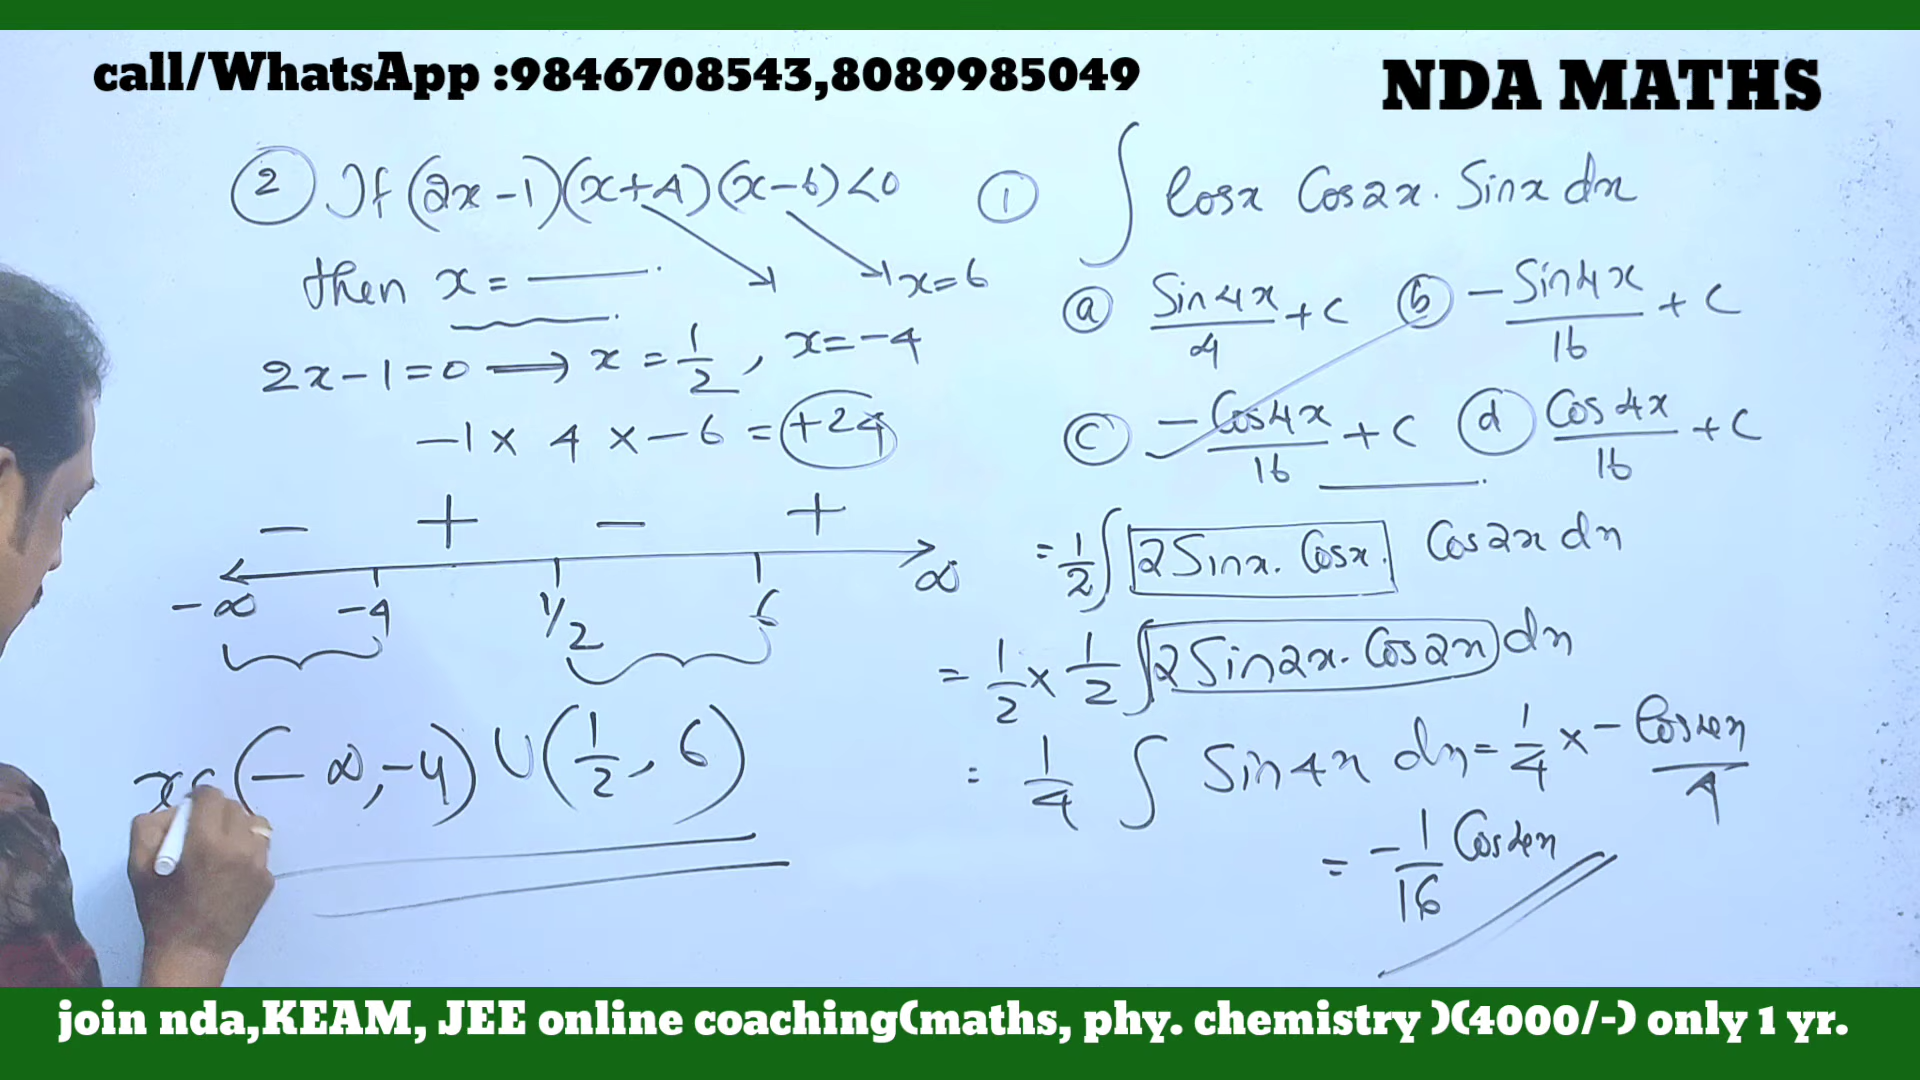 call/WhatsApp :9846708543,8089985049
NDA MATHS
② If (2x-1)(x+4)(x-6)<0
then x = ———.
x=6
2x-1=0 ⟹ x = 1/2, x=-4
-1 × 4 × -6 = +24
- + - +
-∞ -4 1/2 6 ∞
x∈(-∞,-4)∪(1/2, 6)
① ∫ Cosx Cos2x. Sinx dx
ⓐ Sin4x/4 + C ⓑ -Sin4x/16 + C
ⓒ -Cos4x/16 + C ⓓ Cos4x/16 + C
= 1/2 ∫ 2Sinx. Cosx. Cos2x dx
= 1/2 × 1/2 ∫ 2Sin2x. Cos2x dx
= 1/4 ∫ Sin4x dx = 1/4 × -Cos4x/4
= -1/16 Cos4x
join nda,KEAM, JEE online coaching(maths, phy. chemistry )(4000/-) only 1 yr.